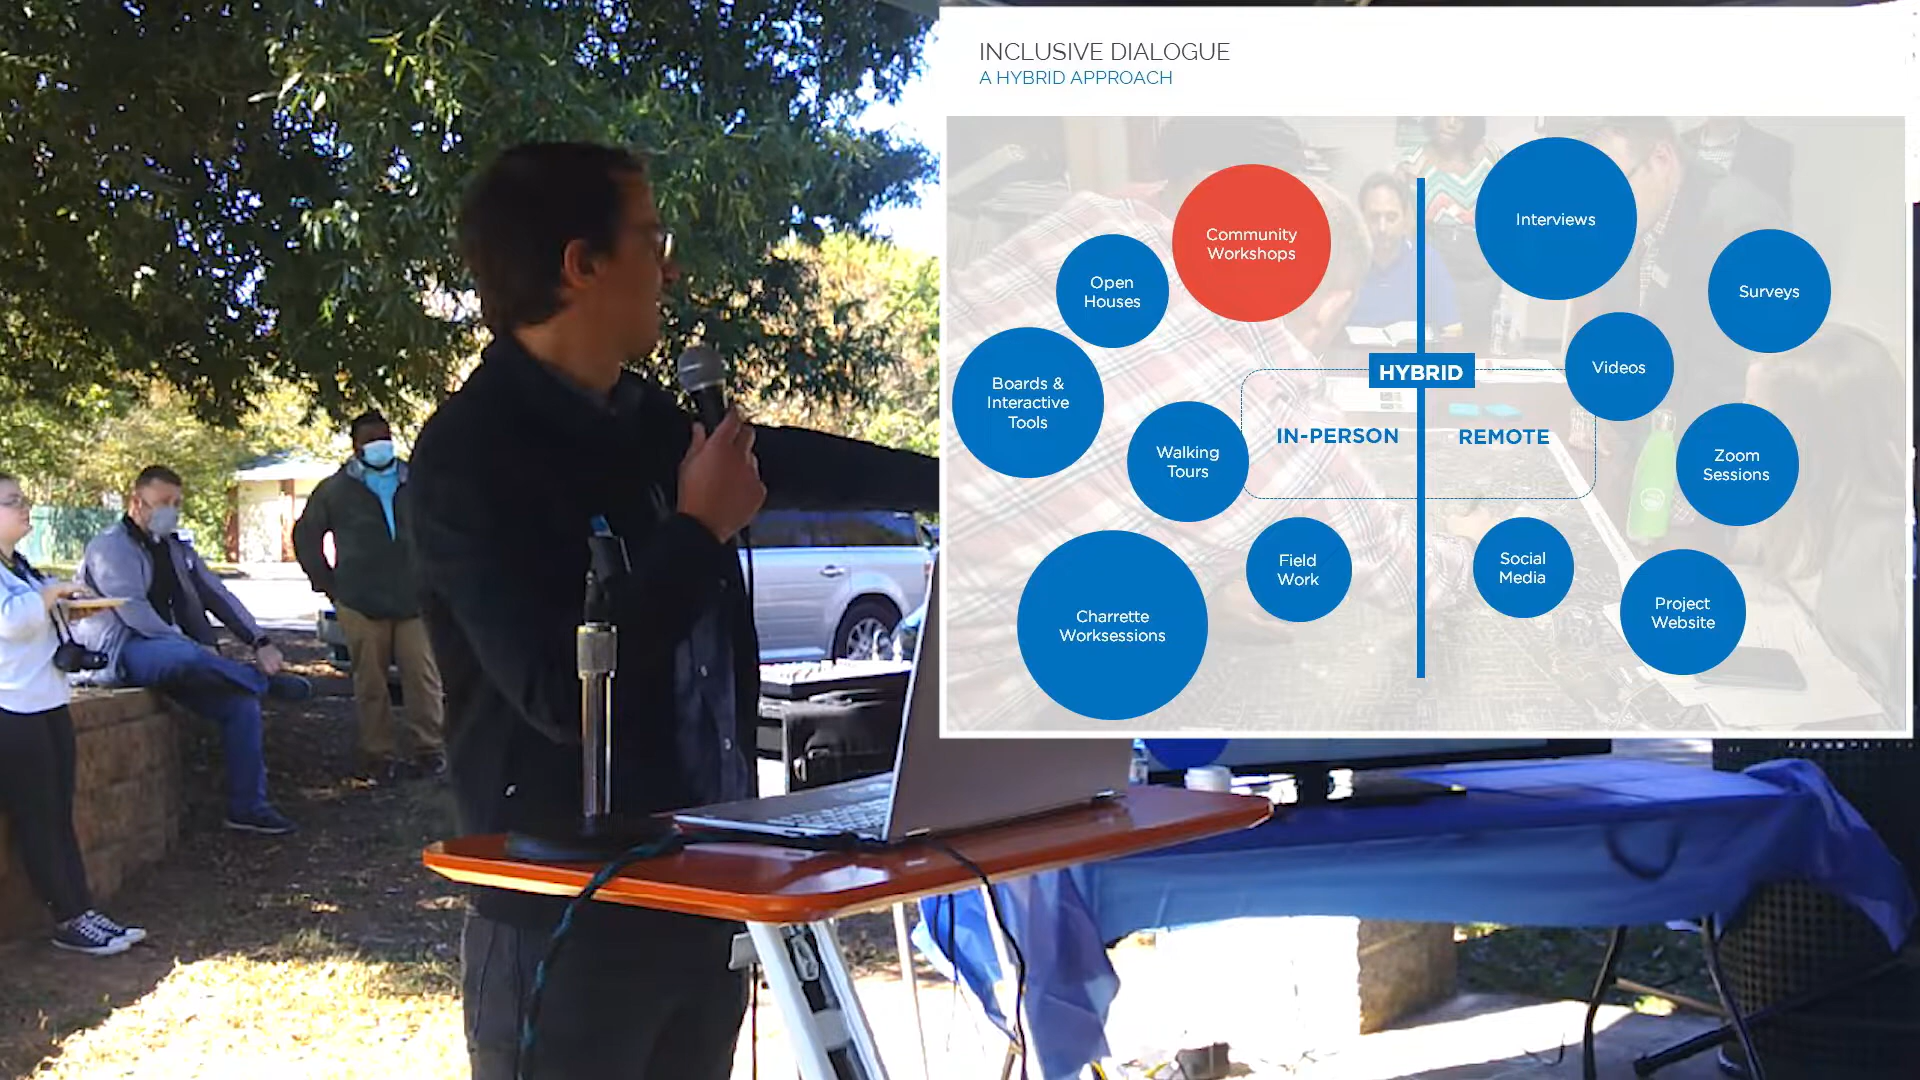 INCLUSIVE DIALOGUE
A HYBRID APPROACH
Community
Workshops
Open
Houses
Boards &
Interactive
Tools
Walking
Tours
Charrette
Worksessions
Field
Work
HYBRID
IN-PERSON
REMOTE
Interviews
Surveys
Videos
Zoom
Sessions
Social
Media
Project
Website